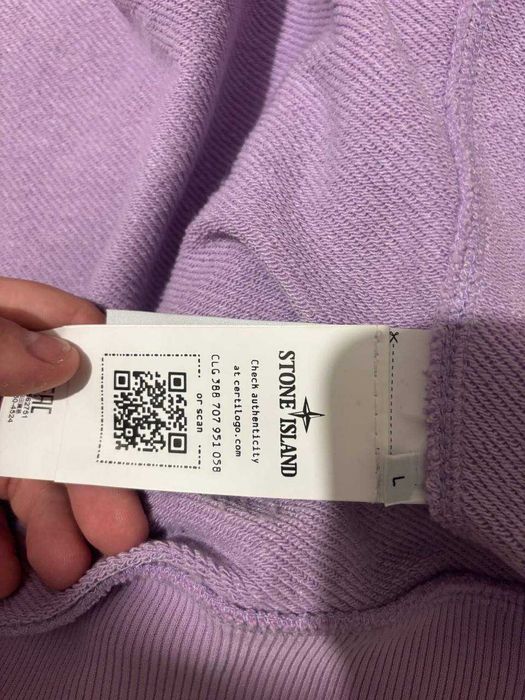 STONE ISLAND
Check authenticity
at certilogo.com
CLG 388 707 951 058
or scan
L